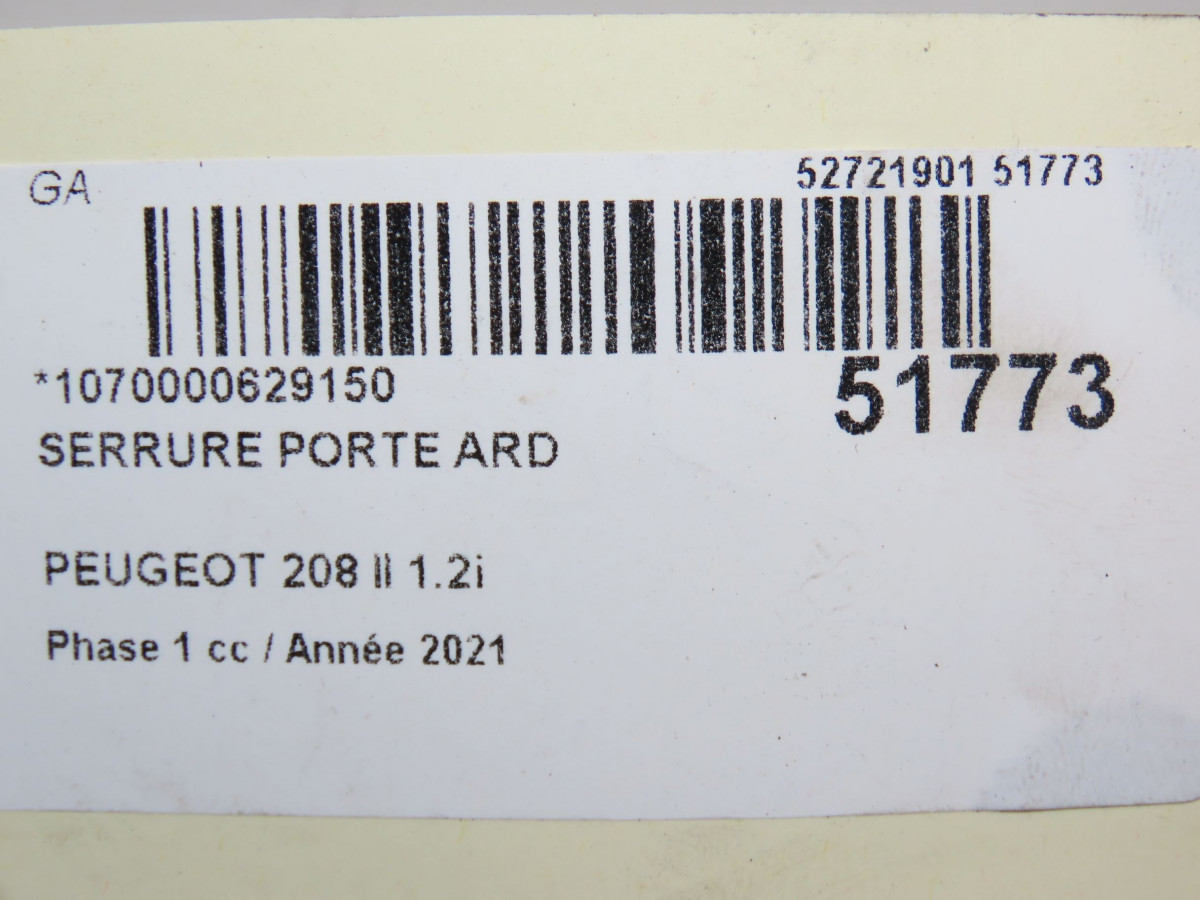 GA
52721901 51773
*1070000629150
51773
SERRURE PORTE ARD
PEUGEOT 208 II 1.2i
Phase 1 cc / Année 2021